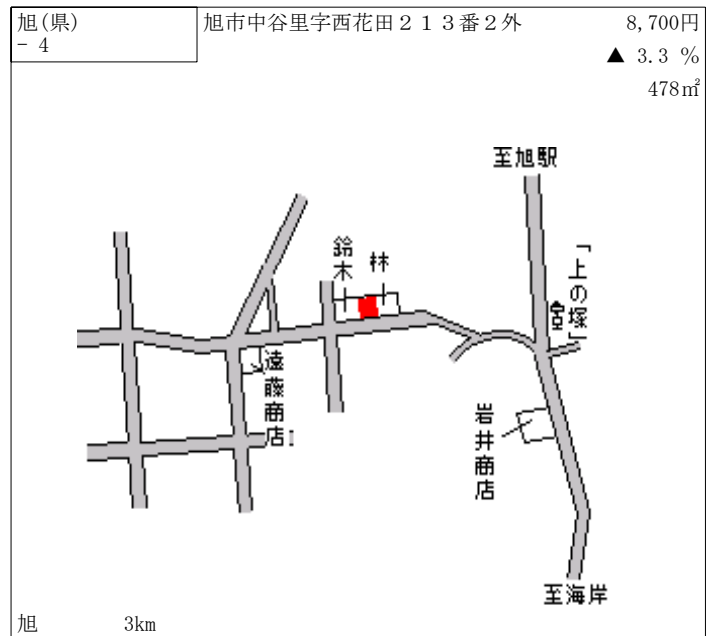 旭(県)
- 4
旭市中谷里字西花田２１３番２外
8,700円
▲ 3.3 %
478㎡
至旭駅
鈴木
林
「上の塚」
宮
遠藤商店
岩井商店
至海岸
旭 3km